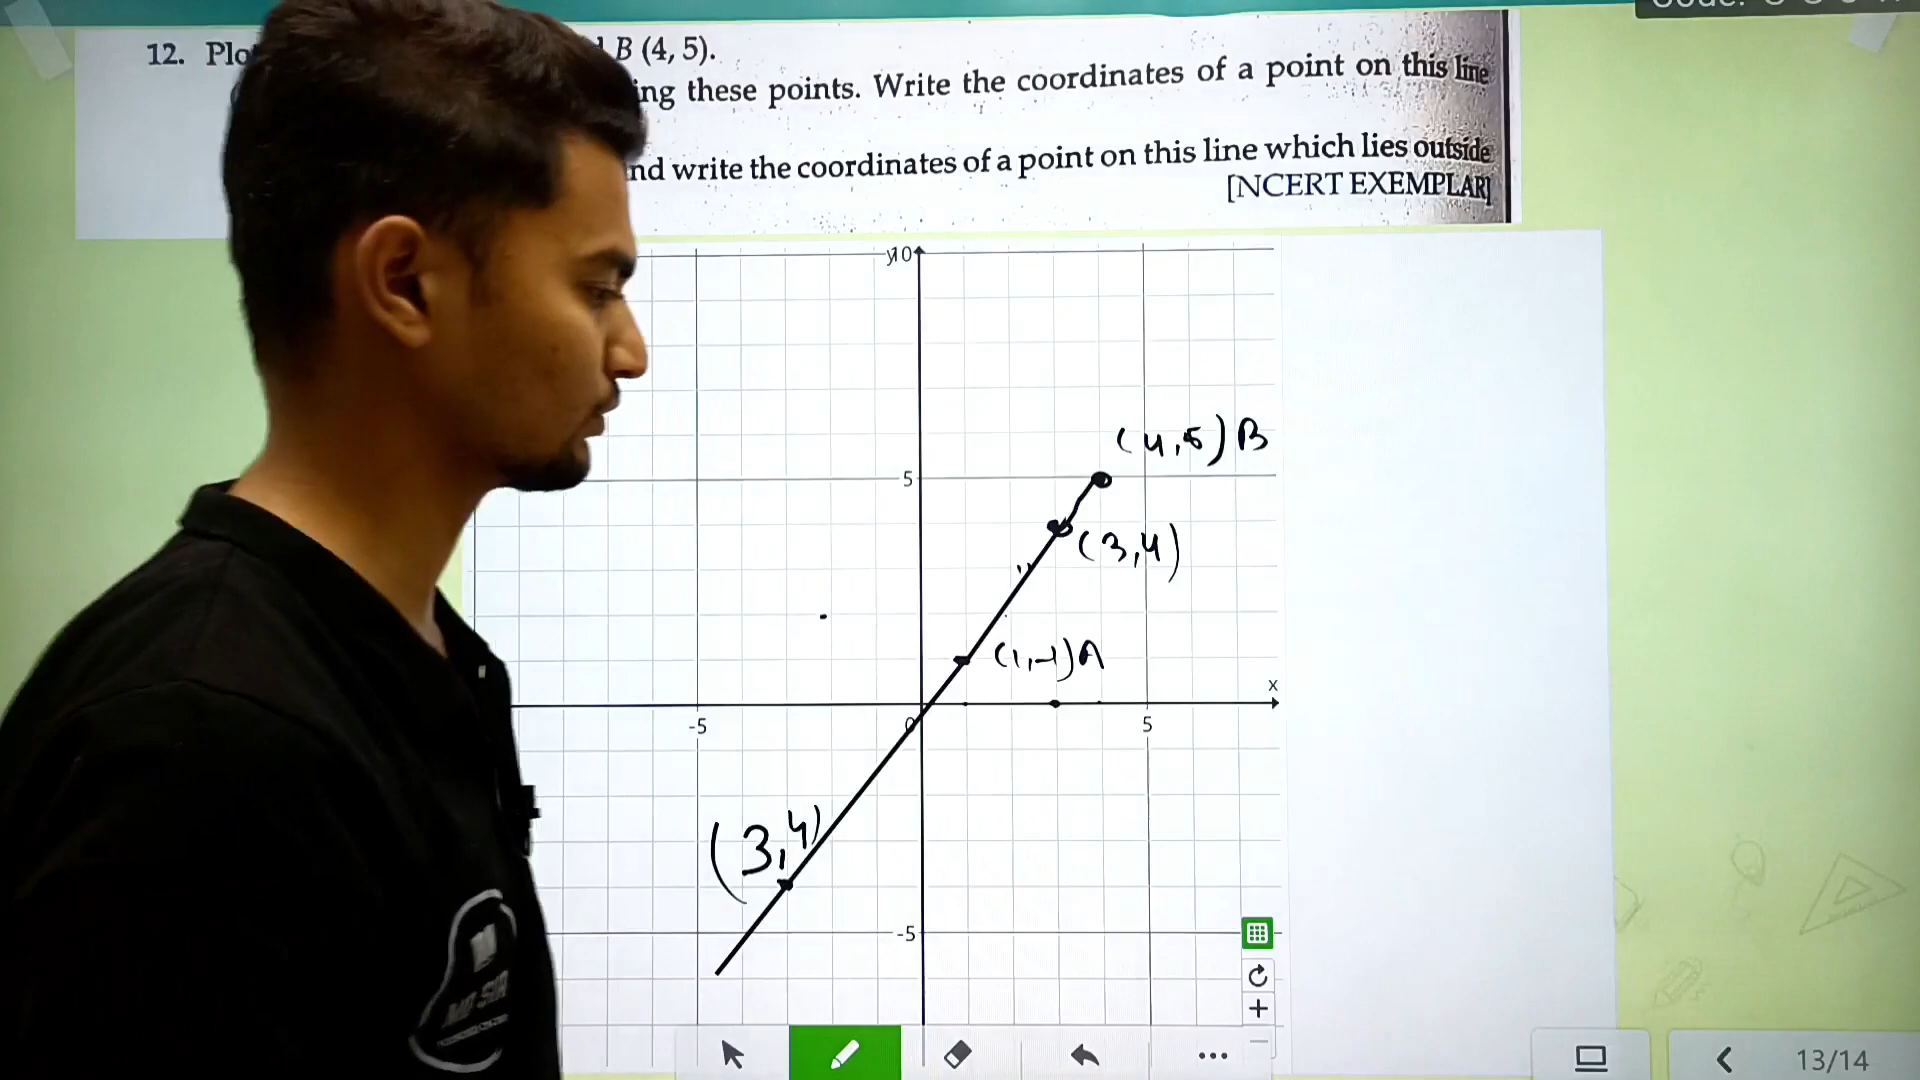 12. Plo B (4, 5).
ing these points. Write the coordinates of a point on this line
nd write the coordinates of a point on this line which lies outside
[NCERT EXEMPLAR]
y10
(4,5)B
5
(3,4)
(1,-1)A
x
-5 0 5
(3,4)
-5
13/14